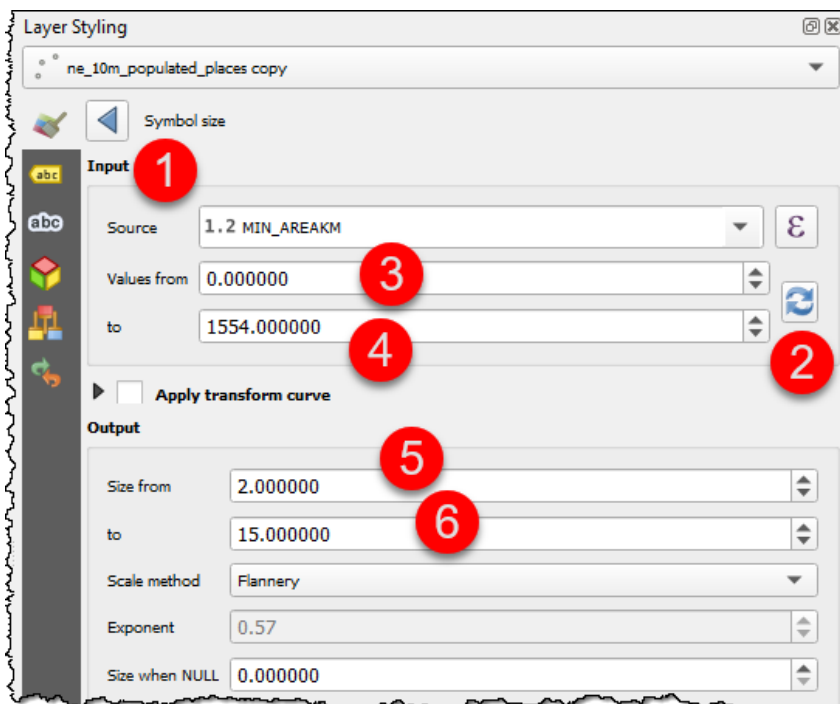 Layer Styling
ne_10m_populated_places copy
Symbol size
abc
Input
1
abc
Source 1.2 MIN_AREAKM ε
Values from 0.000000
3
to 1554.000000
4
2
Apply transform curve
Output
5
Size from 2.000000
6
to 15.000000
Scale method Flannery
Exponent 0.57
Size when NULL 0.000000